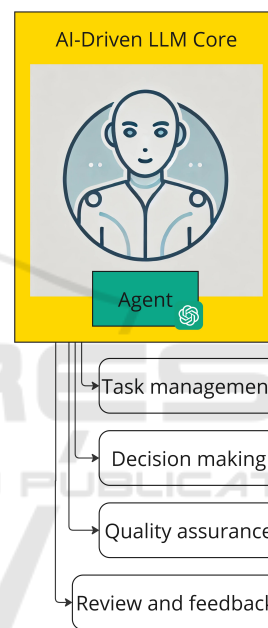 AI-Driven LLM Core
Agent
Task managemen
Decision making
Quality assurance
Review and feedback